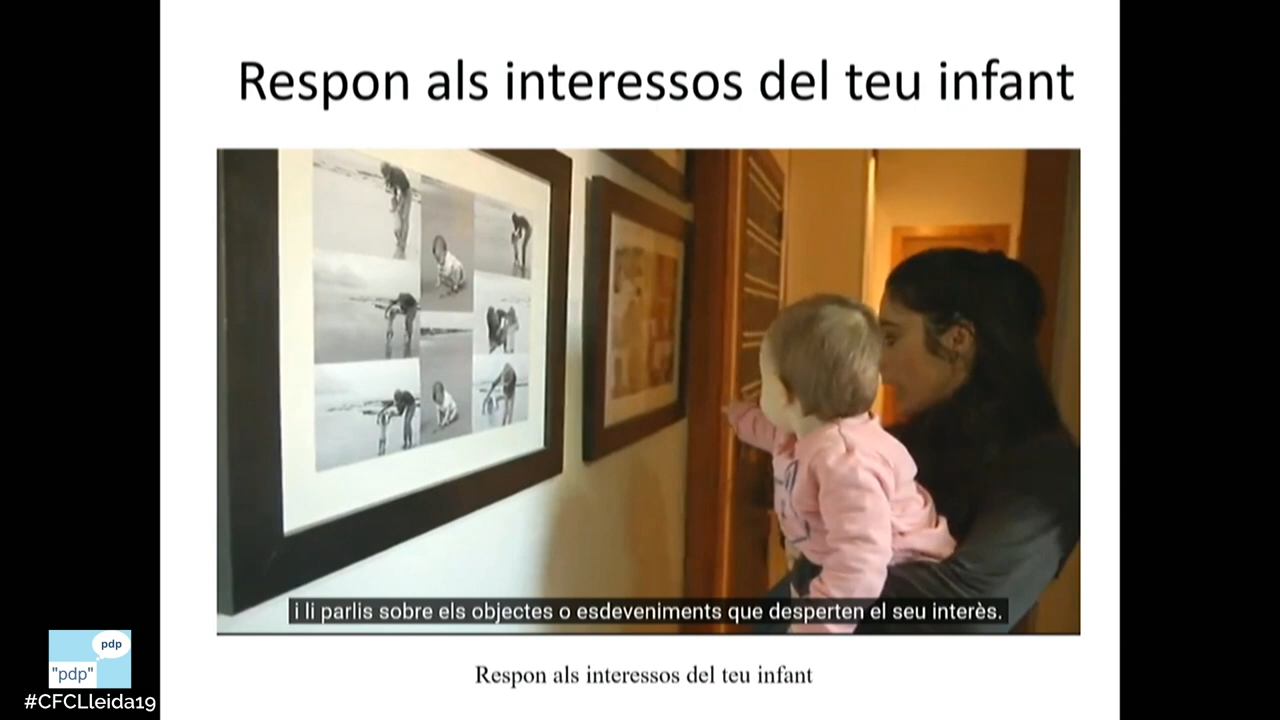 Respon als interessos del teu infant
i li parlis sobre els objectes o esdeveniments que desperten el seu interès.
Respon als interessos del teu infant
pdp
"pdp"
#CFCLleida19